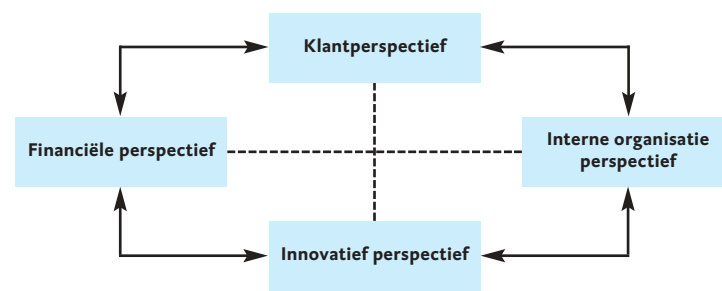 Klantperspectief
Financiële perspectief
Interne organisatie
perspectief
Innovatief perspectief